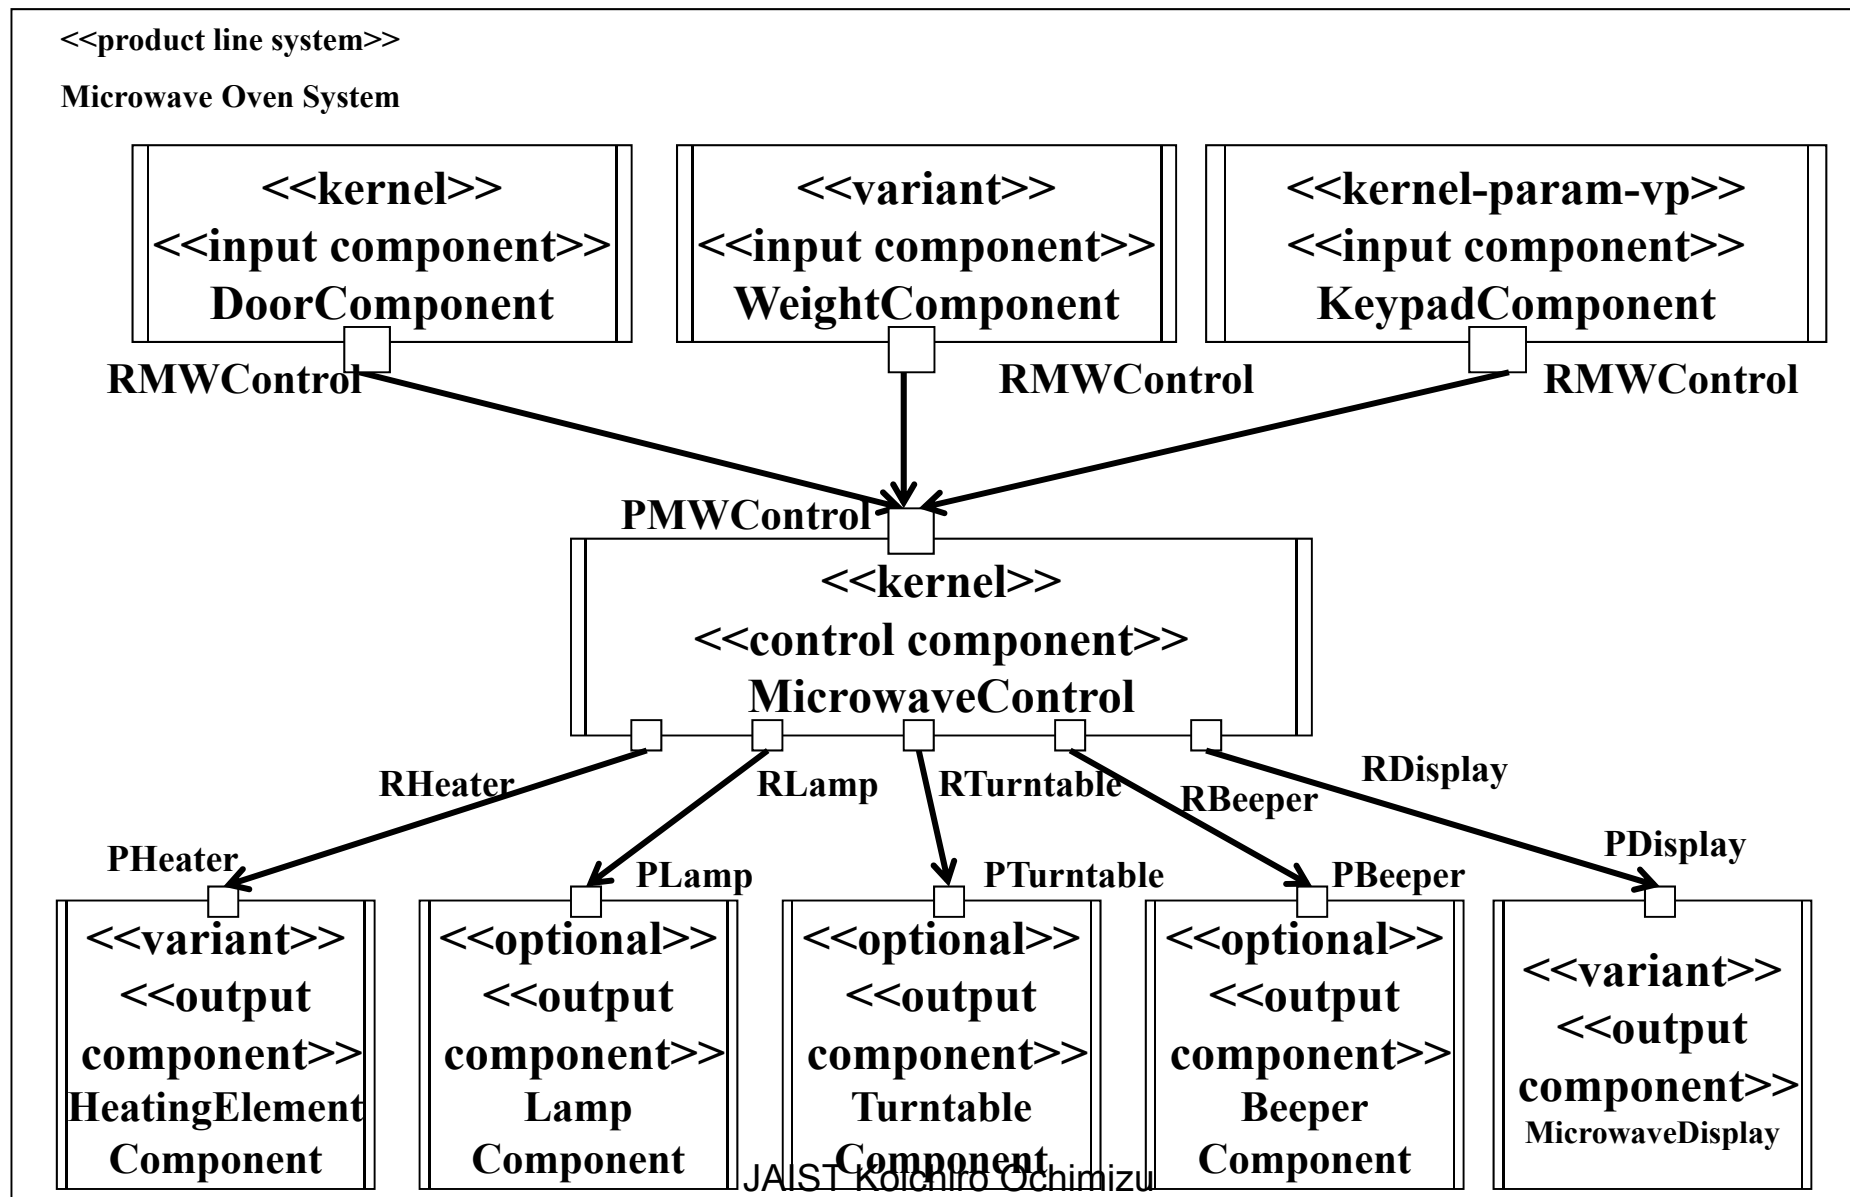 <<product line system>>
Microwave Oven System
<<kernel>>
<<input component>>
DoorComponent
<<variant>>
<<input component>>
WeightComponent
<<kernel-param-vp>>
<<input component>>
KeypadComponent
RMWControl
RMWControl
RMWControl
PMWControl
<<kernel>>
<<control component>>
MicrowaveControl
RHeater
RLamp
RTurntable
RBeeper
RDisplay
PHeater
PLamp
PTurntable
PBeeper
PDisplay
<<variant>>
<<output
component>>
HeatingElement
Component
<<optional>>
<<output
component>>
Lamp
Component
<<optional>>
<<output
component>>
Turntable
Component
<<optional>>
<<output
component>>
Beeper
Component
<<variant>>
<<output
component>>
MicrowaveDisplay
JAIST Koichiro Ochimizu